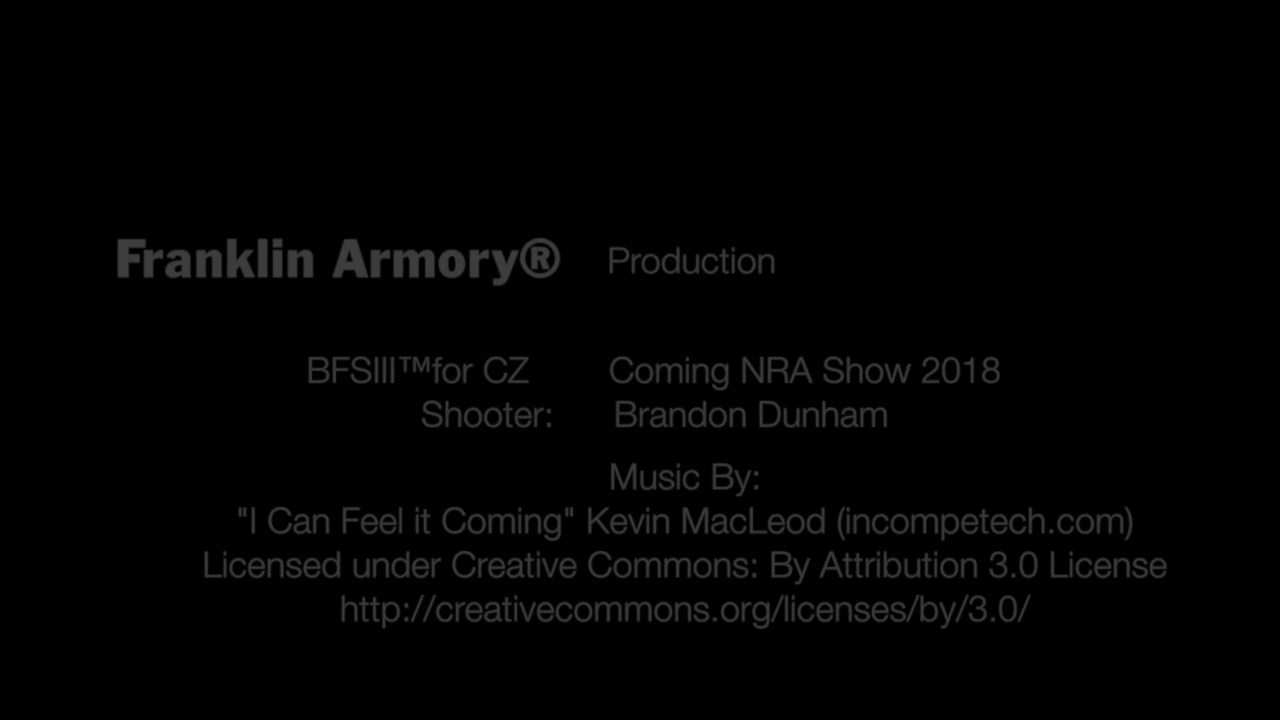 Franklin Armory® Production
BFSIII™for CZ Coming NRA Show 2018
Shooter: Brandon Dunham
Music By:
"I Can Feel it Coming" Kevin MacLeod (incompetech.com)
Licensed under Creative Commons: By Attribution 3.0 License
http://creativecommons.org/licenses/by/3.0/